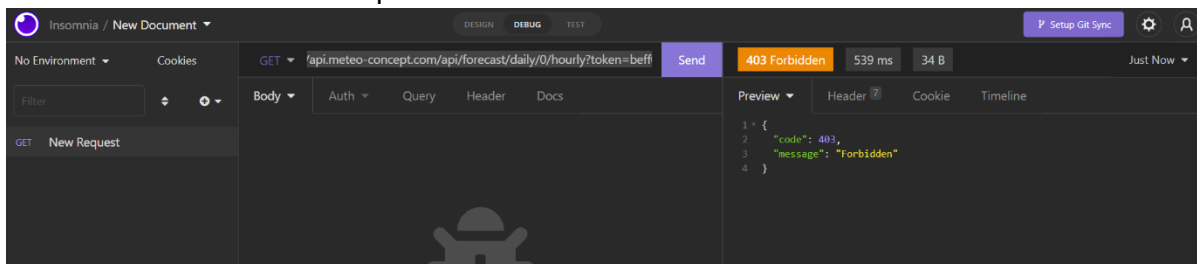 Insomnia / New Document
DESIGN DEBUG TEST
Setup Git Sync
No Environment
Cookies
GET /api.meteo-concept.com/api/forecast/daily/0/hourly?token=beff
Send
403 Forbidden
539 ms
34 B
Just Now
Filter
Body
Auth
Query
Header
Docs
Preview
Header 7
Cookie
Timeline
GET New Request
1 {
2 "code": 403,
3 "message": "Forbidden"
4 }